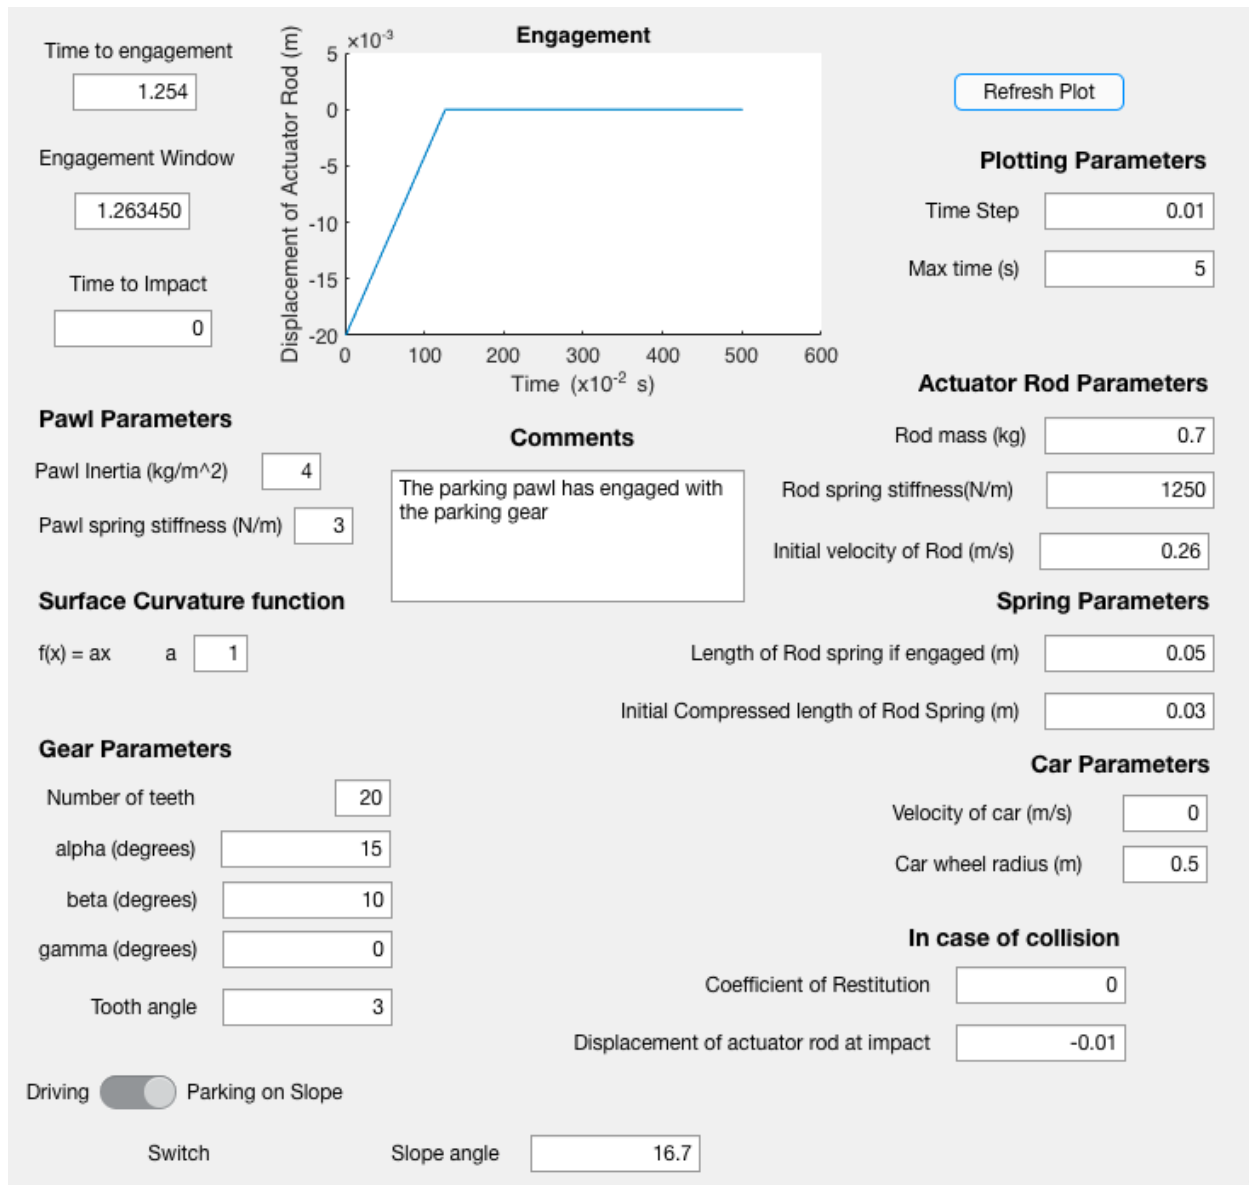 Time to engagement
1.254
Engagement Window
1.263450
Time to Impact
0
Engagement
×10-3
Displacement of Actuator Rod (m)
5
0
-5
-10
-15
-20
0 100 200 300 400 500 600
Time (x10-2 s)
Refresh Plot
Plotting Parameters
Time Step 0.01
Max time (s) 5
Actuator Rod Parameters
Rod mass (kg) 0.7
Rod spring stiffness(N/m) 1250
Initial velocity of Rod (m/s) 0.26
Pawl Parameters
Pawl Inertia (kg/m^2) 4
Pawl spring stiffness (N/m) 3
Comments
The parking pawl has engaged with
the parking gear
Surface Curvature function
f(x) = ax a 1
Spring Parameters
Length of Rod spring if engaged (m) 0.05
Initial Compressed length of Rod Spring (m) 0.03
Gear Parameters
Number of teeth 20
alpha (degrees) 15
beta (degrees) 10
gamma (degrees) 0
Tooth angle 3
Car Parameters
Velocity of car (m/s) 0
Car wheel radius (m) 0.5
In case of collision
Coefficient of Restitution 0
Displacement of actuator rod at impact -0.01
Driving Parking on Slope
Switch
Slope angle 16.7